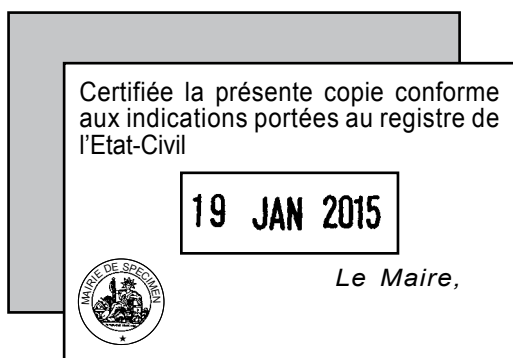 Certifiée la présente copie conforme
aux indications portées au registre de
l'Etat-Civil
19 JAN 2015
Le Maire,
MAIRIE DE SPECIMEN